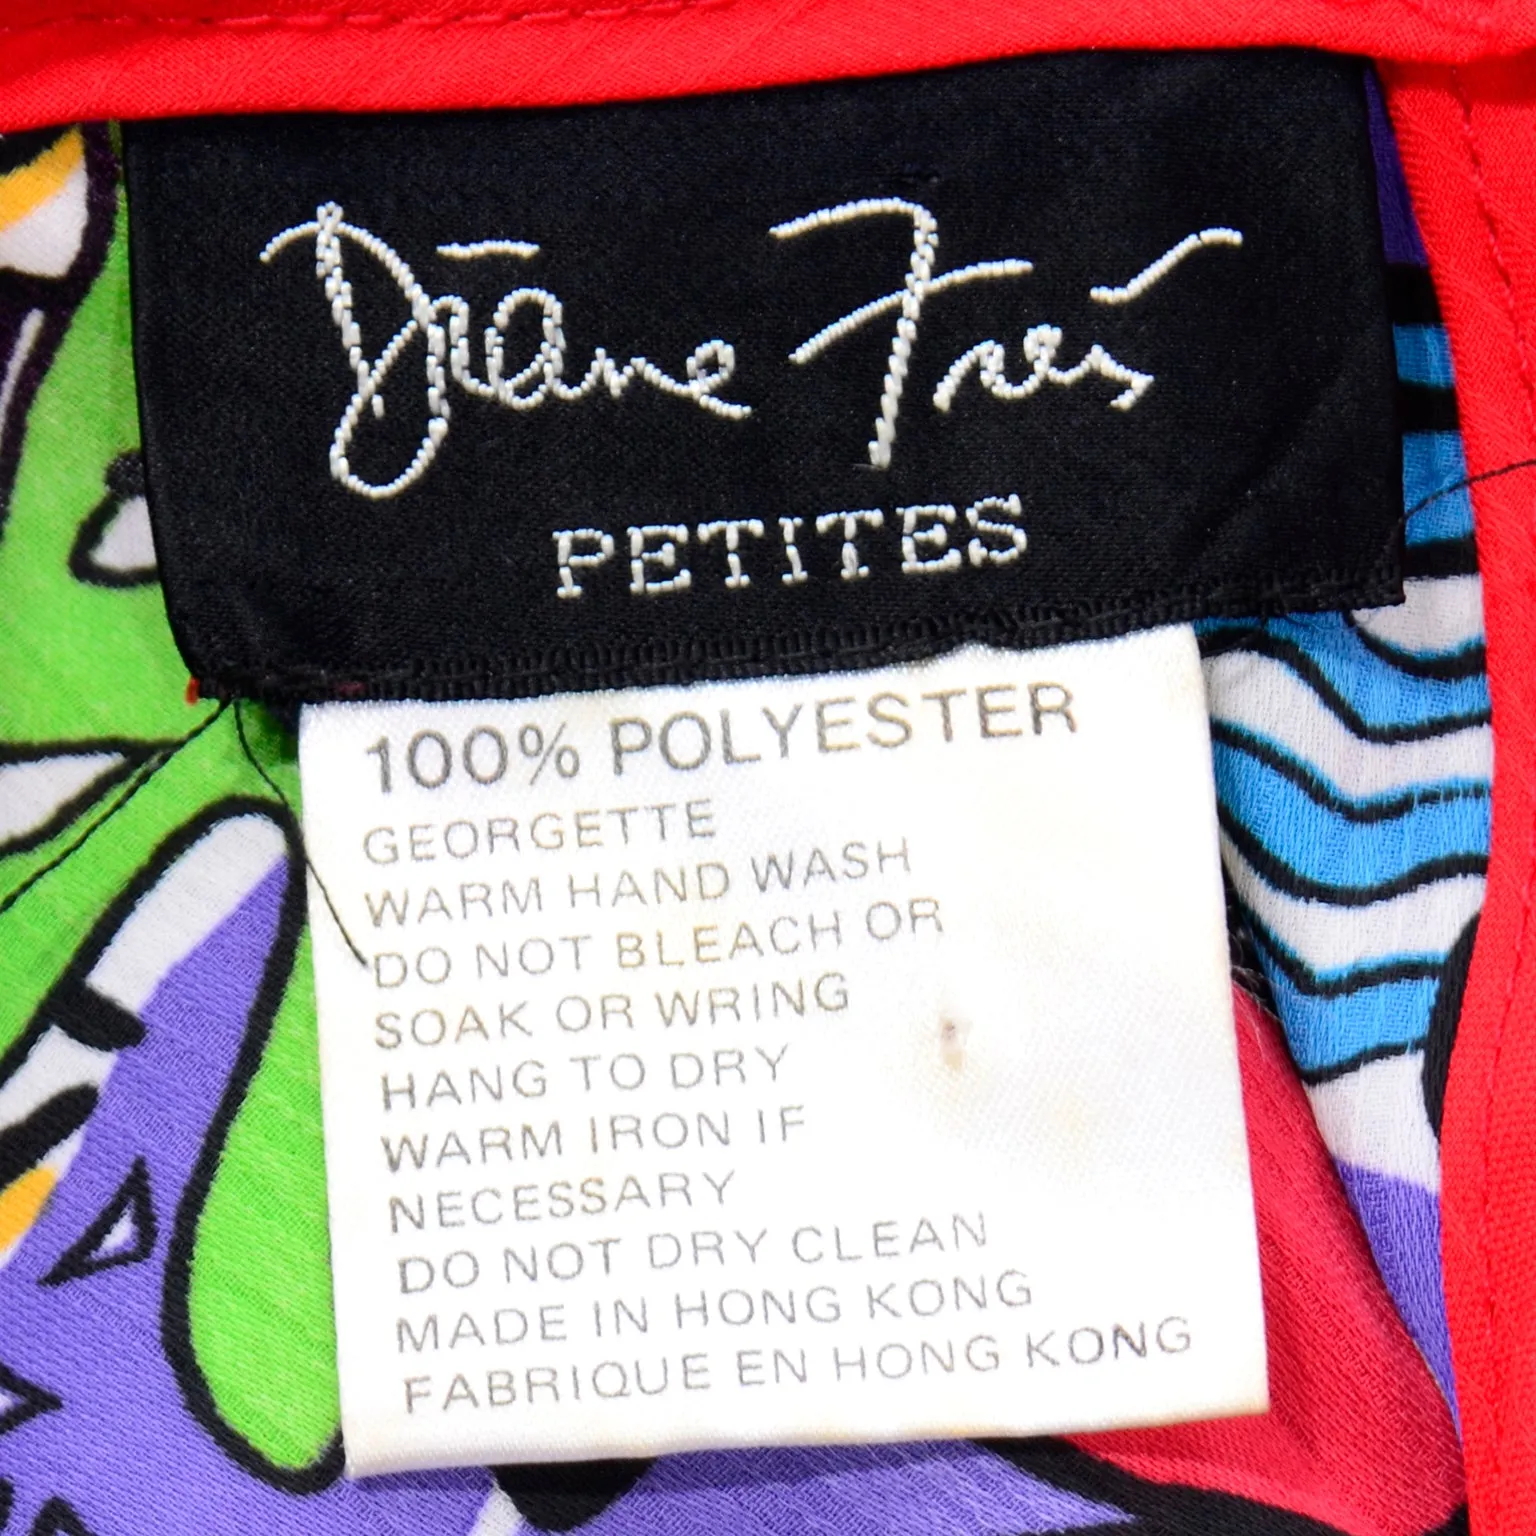 Diane Fres
PETITES
100% POLYESTER
GEORGETTE
WARM HAND WASH
DO NOT BLEACH OR
SOAK OR WRING
HANG TO DRY
WARM IRON IF
NECESSARY
DO NOT DRY CLEAN
MADE IN HONG KONG
FABRIQUE EN HONG KONG